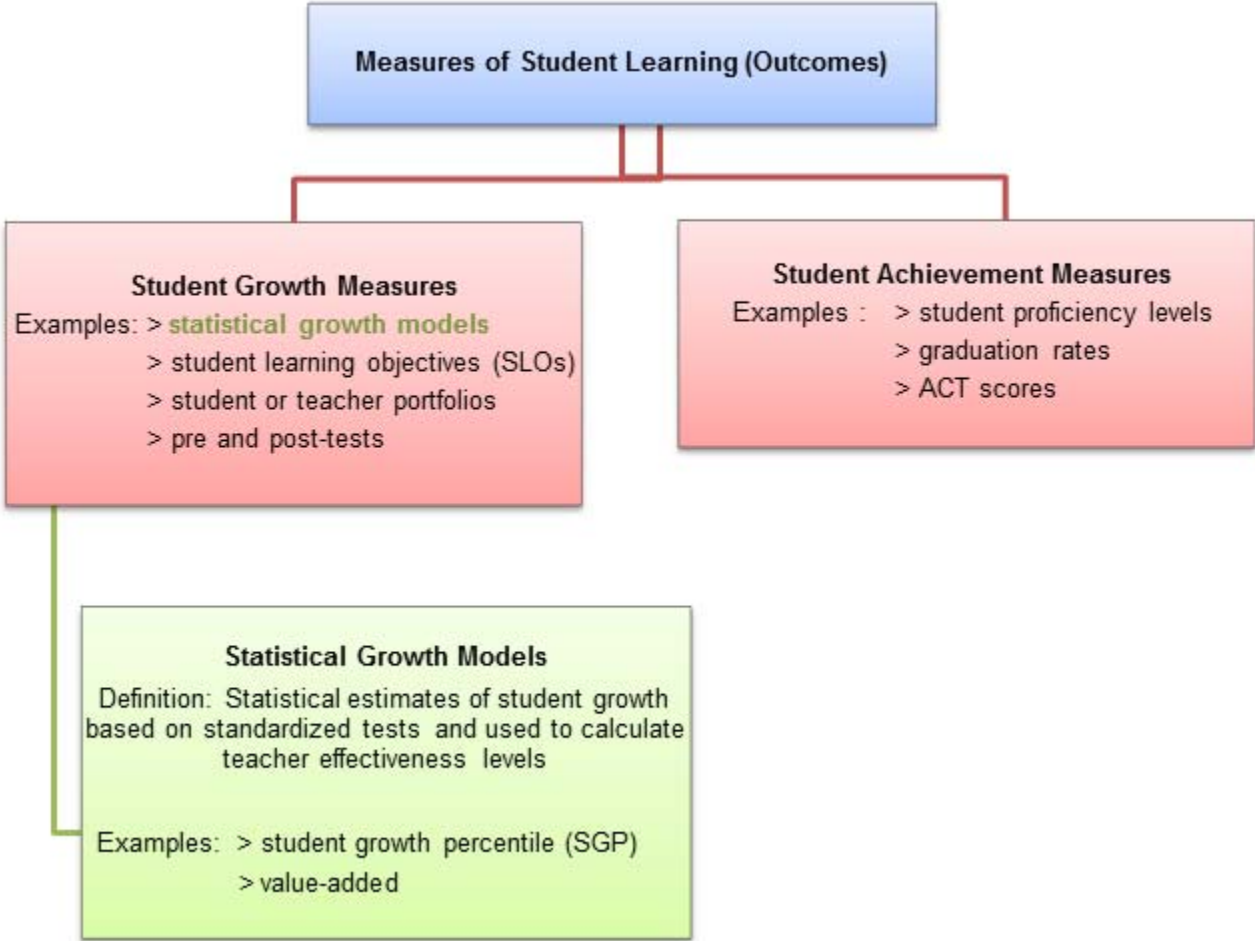 Measures of Student Learning (Outcomes)
Student Growth Measures
Examples: > statistical growth models
> student learning objectives (SLOs)
> student or teacher portfolios
> pre and post-tests
Student Achievement Measures
Examples : > student proficiency levels
> graduation rates
> ACT scores
Statistical Growth Models
Definition: Statistical estimates of student growth
based on standardized tests and used to calculate
teacher effectiveness levels
Examples: > student growth percentile (SGP)
> value-added